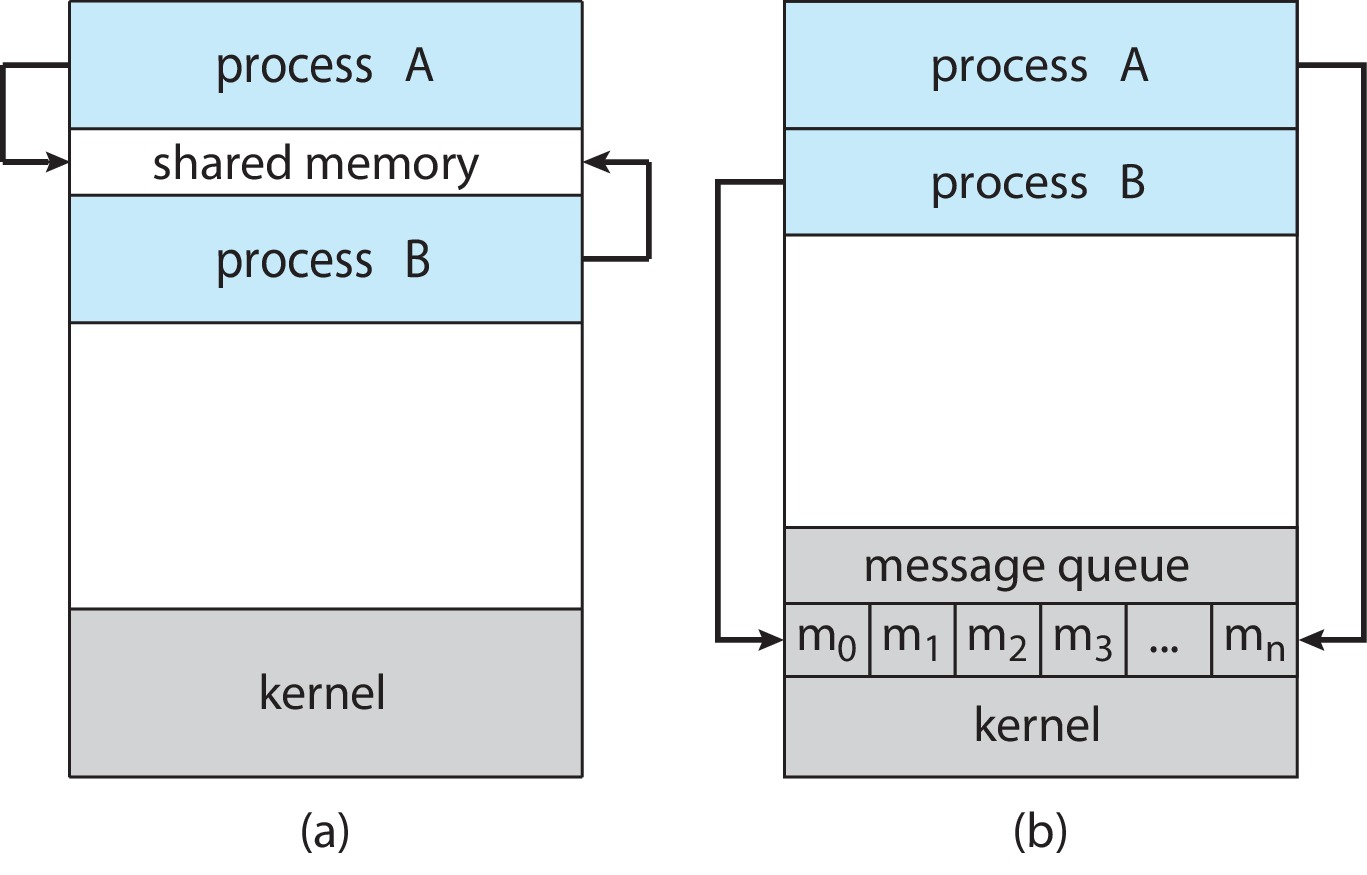 process A
shared memory
process B
kernel
(a)
process A
process B
message queue
m0 m1 m2 m3 ... mn
kernel
(b)